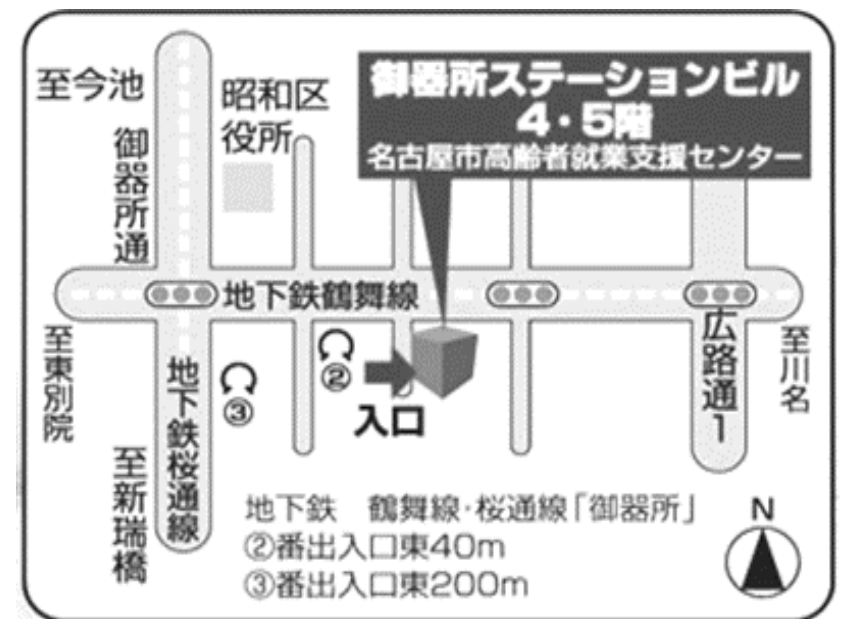 至今池
御器所通
昭和区
役所
御器所ステーションビル
4・5階
名古屋市高齢者就業支援センター
地下鉄鶴舞線
至東別院
地下鉄桜通線
至新瑞橋
③
②
入口
広路通1
至川名
地下鉄 鶴舞線・桜通線「御器所」
②番出入口東40m
③番出入口東200m
N